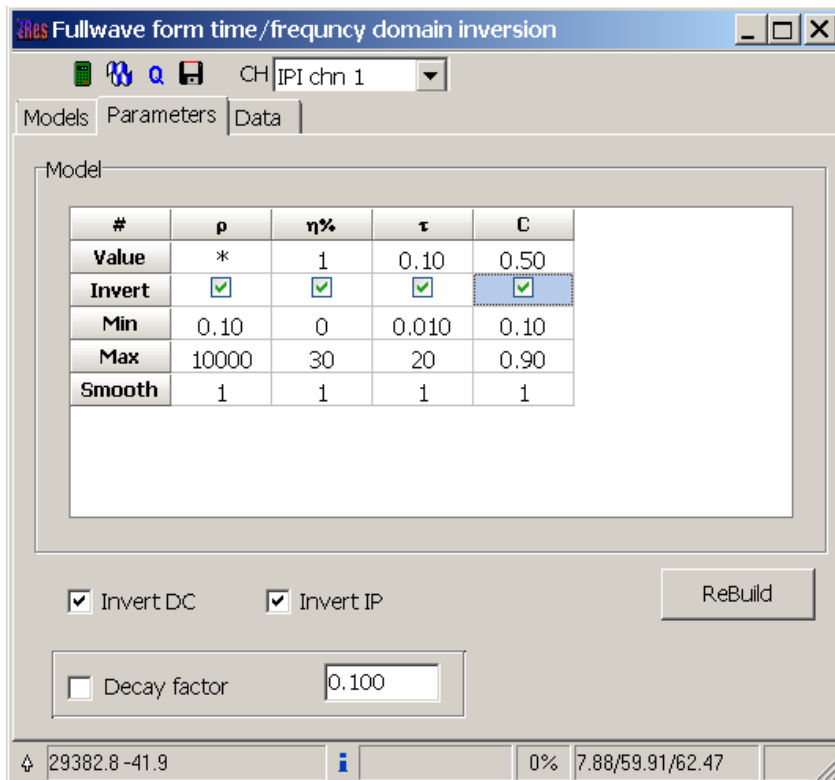 2Res Fullwave form time/frequncy domain inversion
Q CH IPI chn 1
Models Parameters Data
Model
# ρ η% τ C
Value * 1 0.10 0.50
Invert
Min 0.10 0 0.010 0.10
Max 10000 30 20 0.90
Smooth 1 1 1 1
Invert DC Invert IP ReBuild
Decay factor 0.100
29382.8 -41.9 i 0% 7.88/59.91/62.47